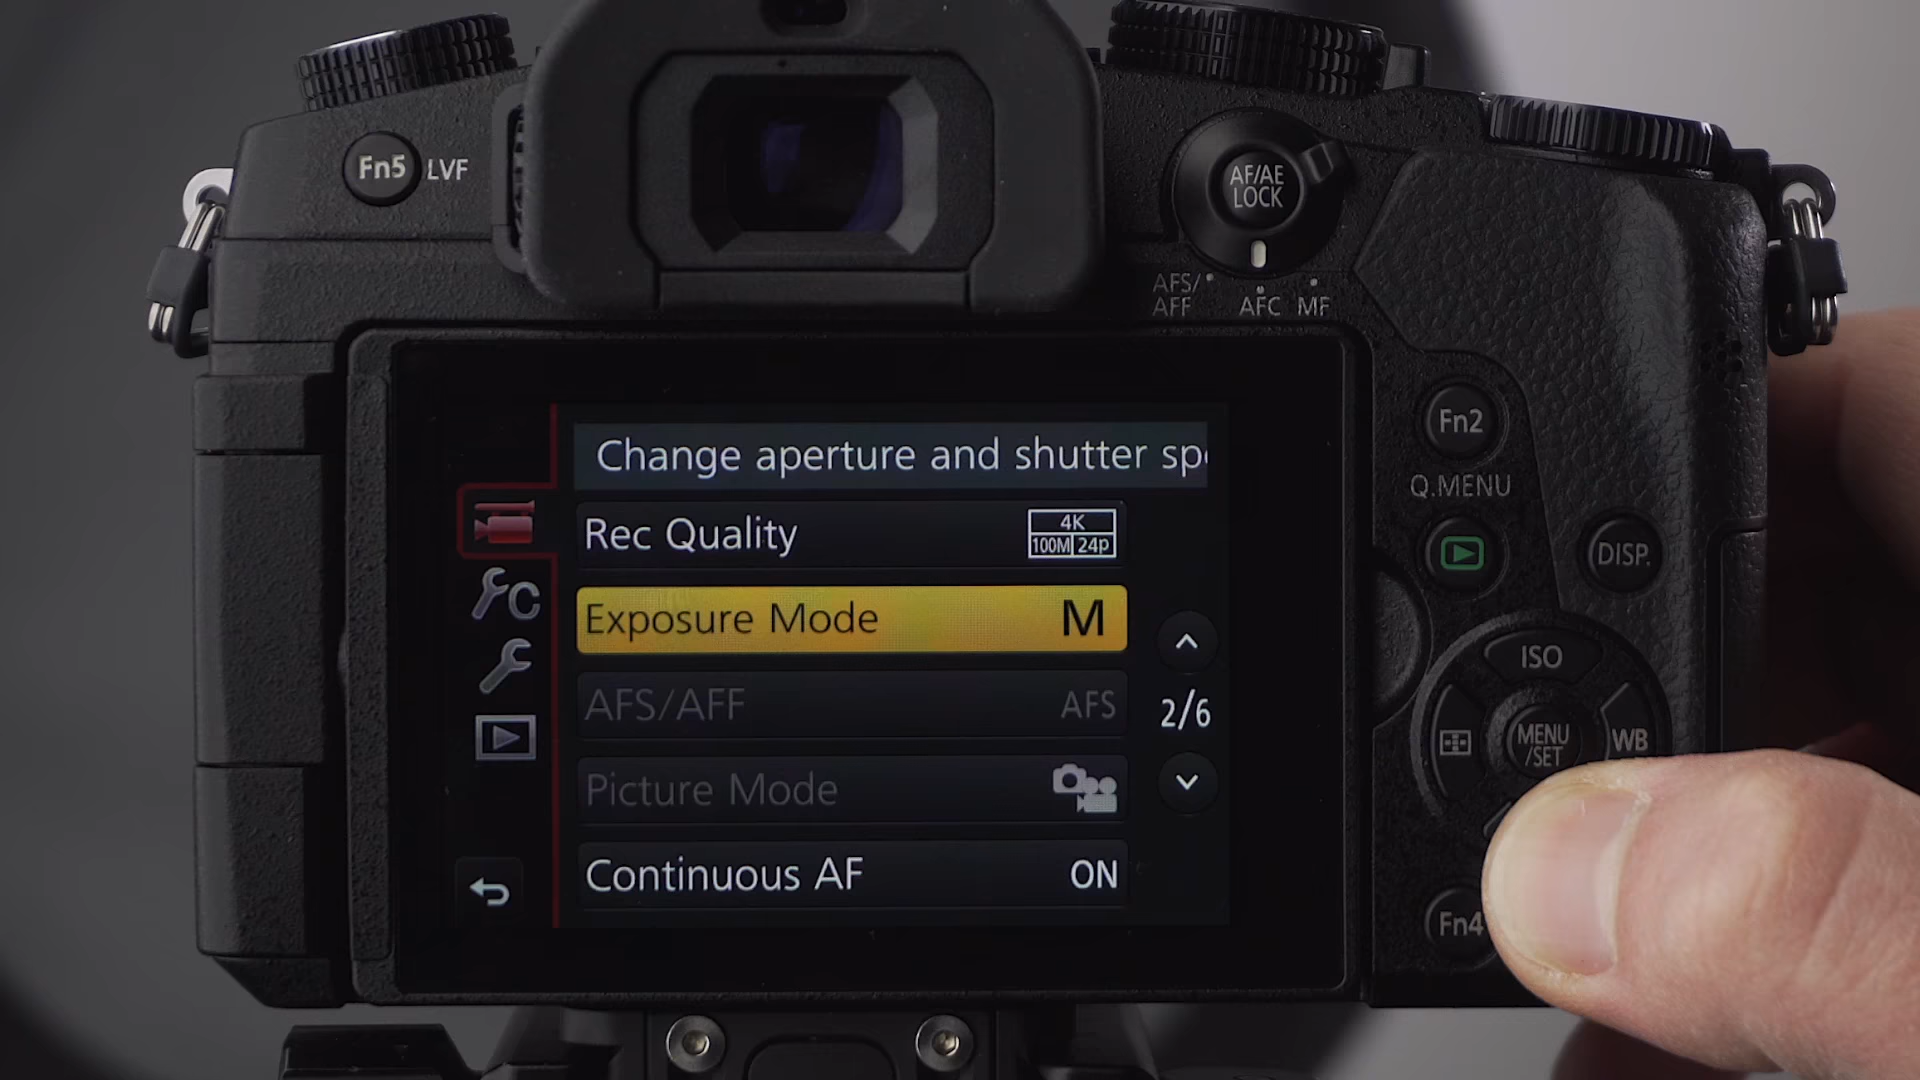 Fn5 LVF
AF/AE
LOCK
AFS/
AFF
AFC
MF
Change aperture and shutter
Rec Quality
4K
100M 24p
Exposure Mode M
AFS/AFF AFS
Picture Mode
Continuous AF ON
2/6
C
Fn2
Q.MENU
DISP.
ISO
MENU
/SET
WB
Fn4